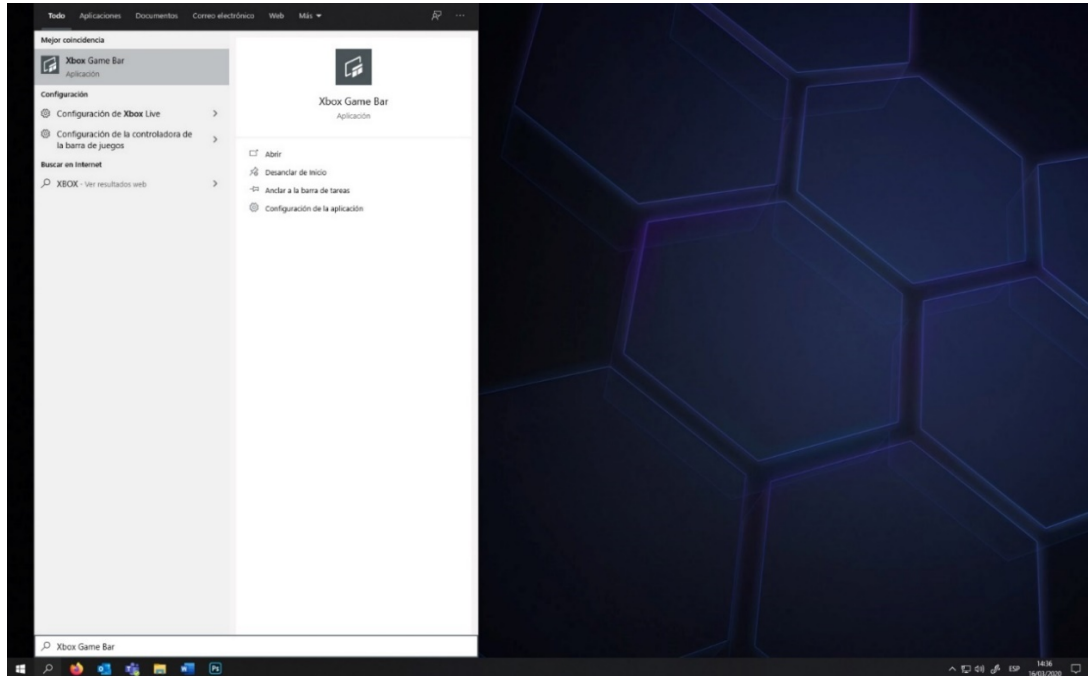 Todo Aplicaciones Documentos Correo electrónico Web Más
Mejor coincidencia
Xbox Game Bar
Aplicación
Configuración
Configuración de Xbox Live
Configuración de la controladora de
la barra de juegos
Buscar en Internet
XBOX - Ver resultados web
Xbox Game Bar
Aplicación
Abrir
Desanclar de Inicio
Anclar a la barra de tareas
Configuración de la aplicación
Xbox Game Bar
Ps
ESP
14:36
16/03/2020